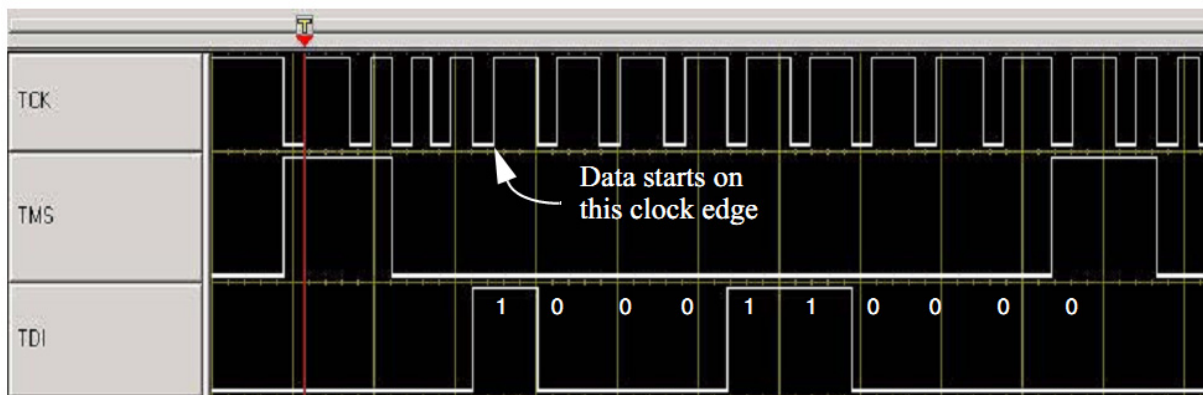 T
TCK
TMS
Data starts on
this clock edge
TDI
1 0 0 0 1 1 0 0 0 0